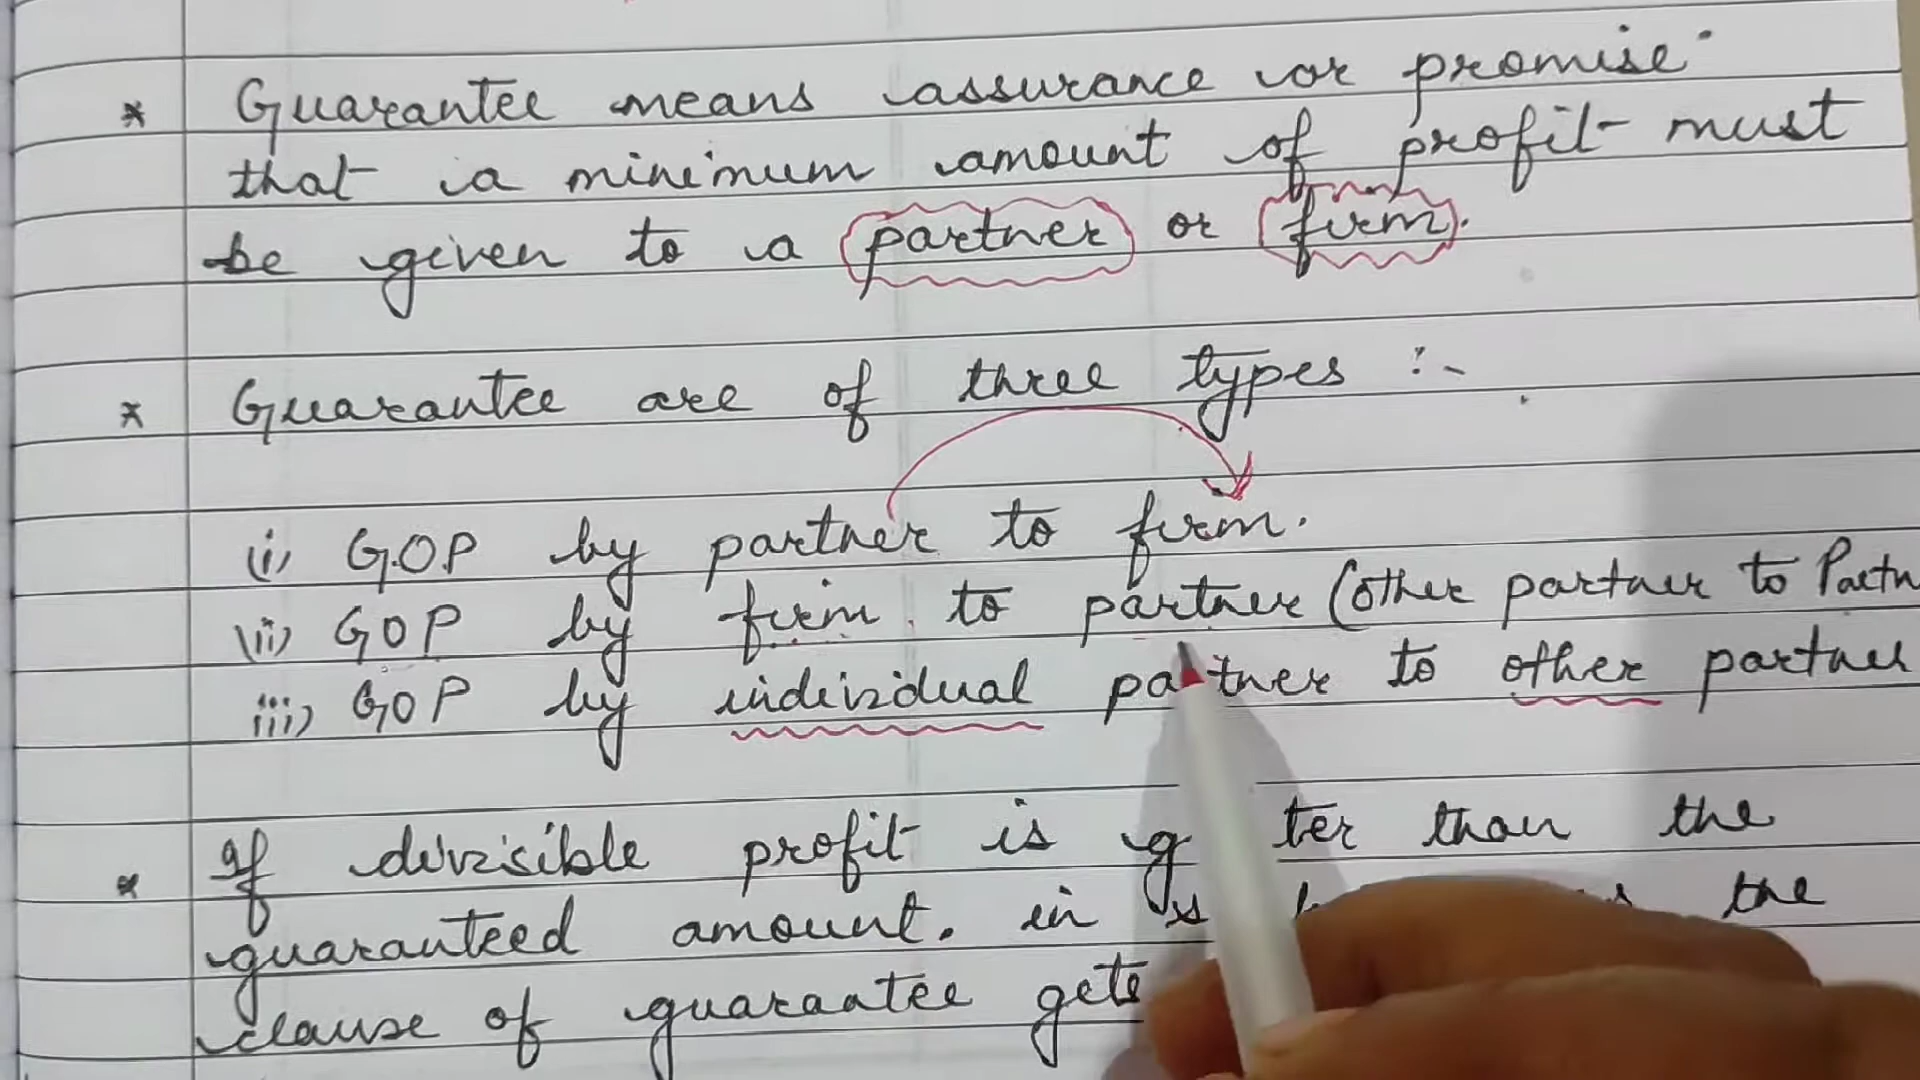 * Guarantee means assurance or promise
that a minimum amount of profit must
be given to a partner or firm.
* Guarantee are of three types :-
(i) G.O.P by partner to firm.
(ii) GOP by firm to partner (other partner to Partn
iii) GOP by individual partner to other partner
* If divisible profit is ter than the
guaranteed amount. in the
clause of guaraatee gets